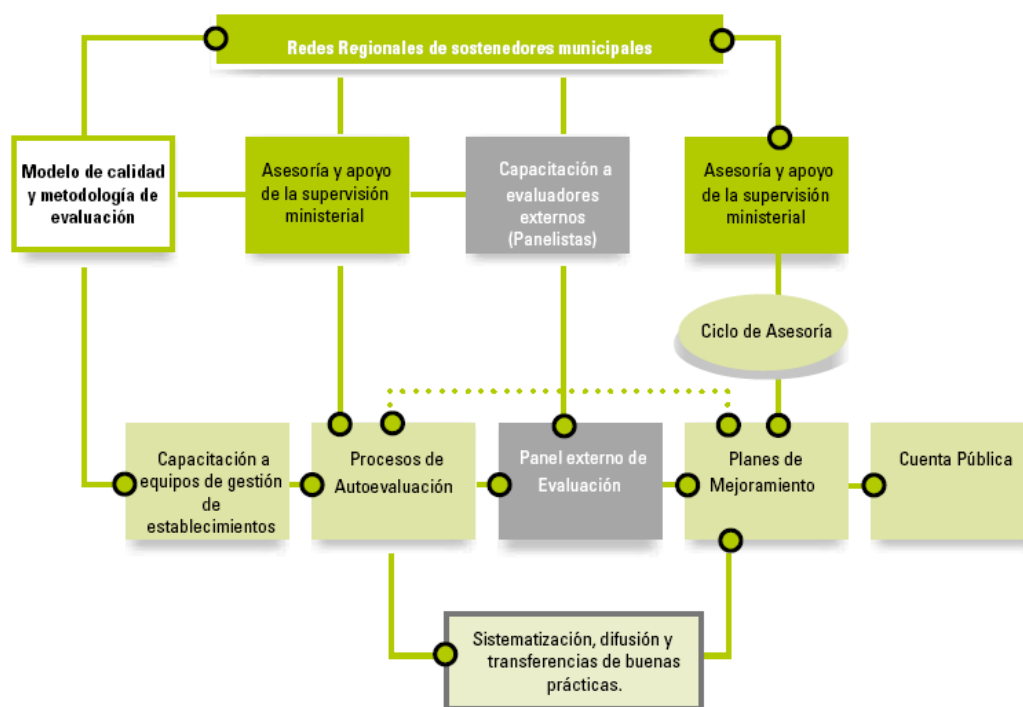 Redes Regionales de sostenedores municipales
Modelo de calidad
y metodología de
evaluación
Asesoría y apoyo
de la supervisión
ministerial
Capacitación a
evaluadores
externos
(Panelistas)
Asesoría y apoyo
de la supervisión
ministerial
Ciclo de Asesoría
Capacitación a
equipos de gestión
de
establecimientos
Procesos de
Autoevaluación
Panel externo de
Evaluación
Planes de
Mejoramiento
Cuenta Pública
Sistematización, difusión y
transferencias de buenas
prácticas.